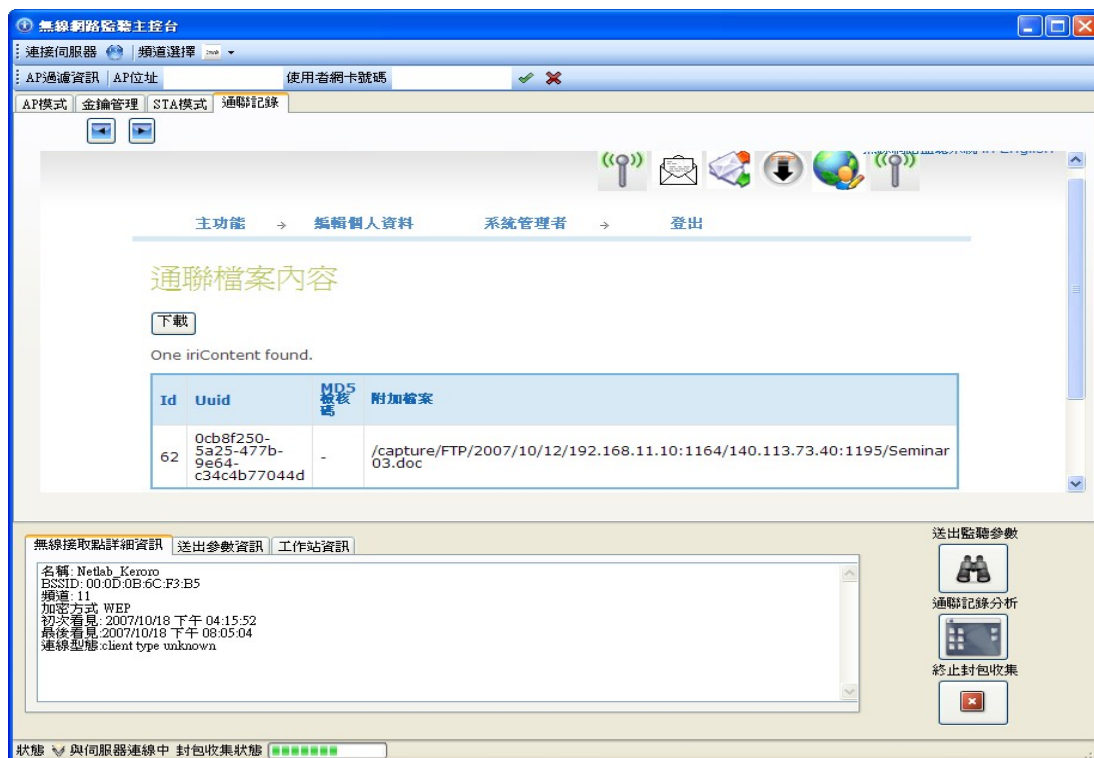 無線網路監聽主控台
連接伺服器 頻道選擇
AP過濾資訊 AP位址 使用者網卡號碼
AP模式 金鑰管理 STA模式 通聯記錄
in English
主功能 → 編輯個人資料 系統管理者 → 登出
通聯檔案內容
下載
One iriContent found.
Id Uuid MD5檢核碼 附加檔案
62 0cb8f250-5a25-477b-9e64-c34c4b77044d - /capture/FTP/2007/10/12/192.168.11.10:1164/140.113.73.40:1195/Seminar03.doc
無線接取點詳細資訊 送出參數資訊 工作站資訊
名稱: Netlab_Keroro
BSSID: 00:0D:0B:6C:F3:B5
頻道: 11
加密方式 WEP
初次看見: 2007/10/18 下午 04:15:52
最後看見:2007/10/18 下午 08:05:04
連線型態:client type unknown
送出監聽參數
通聯記錄分析
終止封包收集
狀態 與伺服器連線中 封包收集狀態